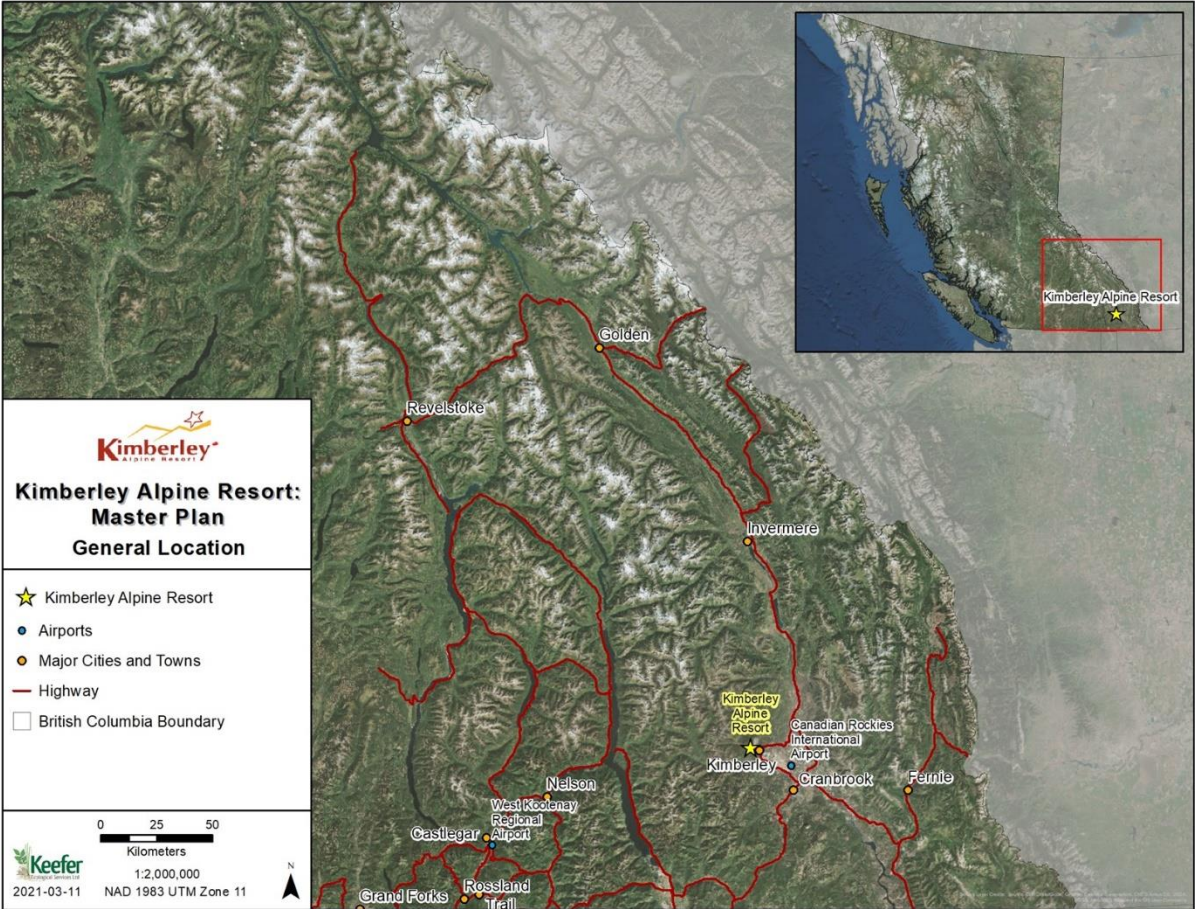 Kimberley Alpine Resort
Golden
Revelstoke
Kimberley
Alpine Resort
Kimberley Alpine Resort:
Master Plan
General Location
Kimberley Alpine Resort
Airports
Major Cities and Towns
Highway
British Columbia Boundary
0 25 50
Kilometers
1:2,000,000
NAD 1983 UTM Zone 11
Keefer
Ecological Services Ltd
2021-03-11
N
Invermere
Kimberley
Alpine
Resort
Canadian Rockies
International
Airport
Kimberley
Cranbrook
Fernie
Nelson
West Kootenay
Regional
Airport
Castlegar
Rossland
Trail
Grand Forks